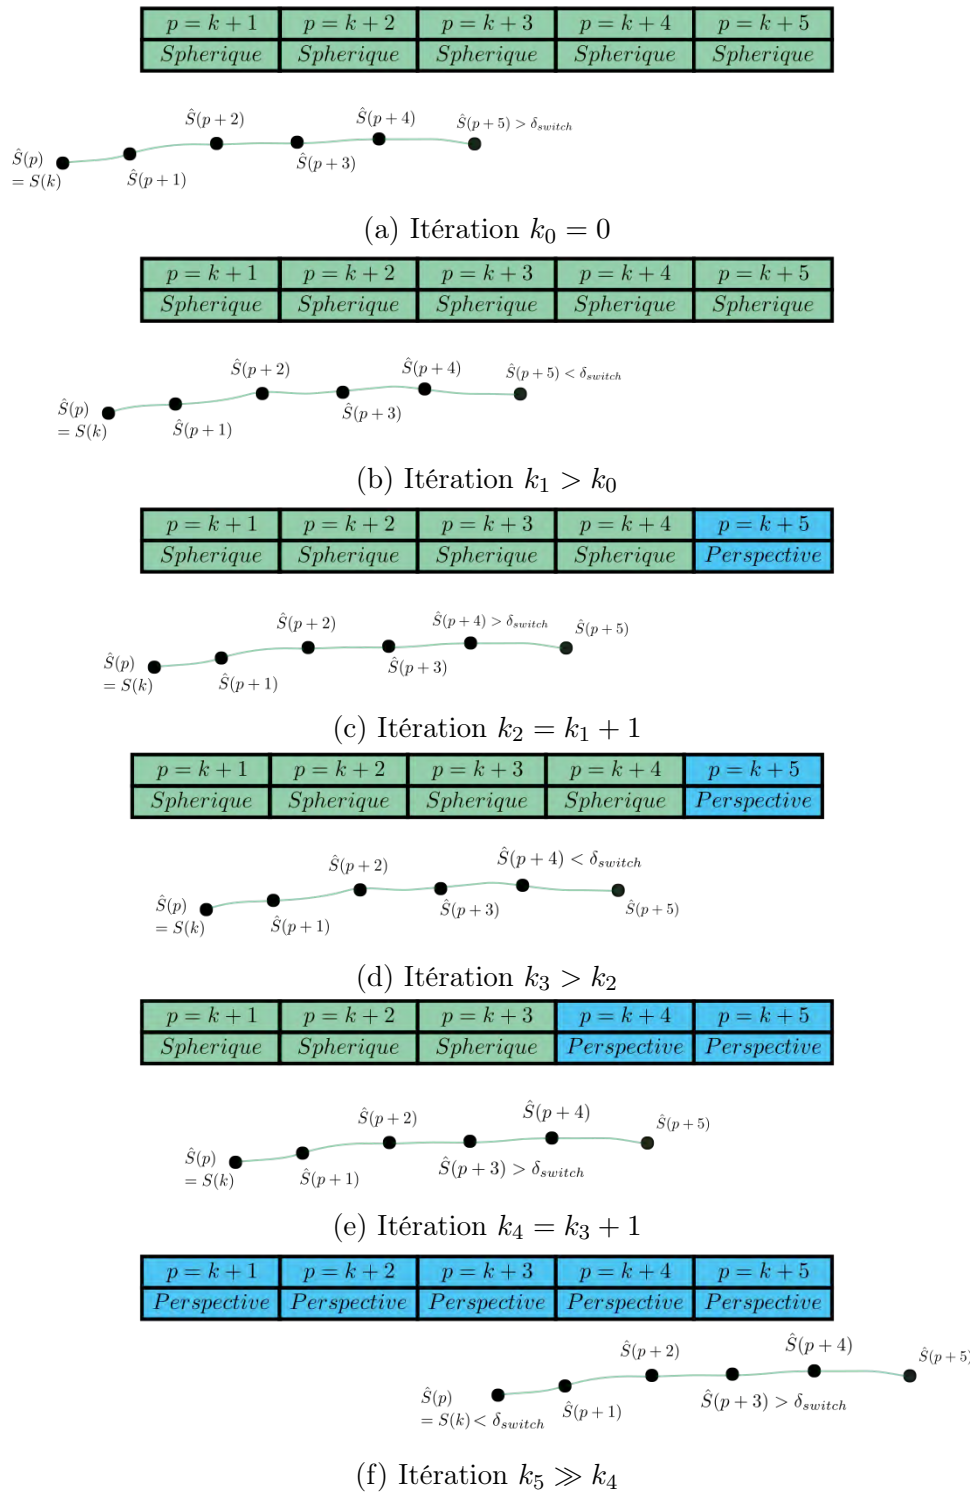 p = k + 1 p = k + 2 p = k + 3 p = k + 4 p = k + 5
Spherique Spherique Spherique Spherique Spherique
Ŝ(p+2) Ŝ(p+4) Ŝ(p+5) > δswitch
Ŝ(p)
= S(k) Ŝ(p+1) Ŝ(p+3)
(a) Itération k₀ = 0
p = k + 1 p = k + 2 p = k + 3 p = k + 4 p = k + 5
Spherique Spherique Spherique Spherique Spherique
Ŝ(p+2) Ŝ(p+4) Ŝ(p+5) < δswitch
Ŝ(p)
= S(k) Ŝ(p+1) Ŝ(p+3)
(b) Itération k₁ > k₀
p = k + 1 p = k + 2 p = k + 3 p = k + 4 p = k + 5
Spherique Spherique Spherique Spherique Perspective
Ŝ(p+2) Ŝ(p+4) > δswitch Ŝ(p+5)
Ŝ(p)
= S(k) Ŝ(p+1) Ŝ(p+3)
(c) Itération k₂ = k₁ + 1
p = k + 1 p = k + 2 p = k + 3 p = k + 4 p = k + 5
Spherique Spherique Spherique Spherique Perspective
Ŝ(p+2) Ŝ(p+4) < δswitch
Ŝ(p)
= S(k) Ŝ(p+1) Ŝ(p+3) Ŝ(p+5)
(d) Itération k₃ > k₂
p = k + 1 p = k + 2 p = k + 3 p = k + 4 p = k + 5
Spherique Spherique Spherique Perspective Perspective
Ŝ(p+2) Ŝ(p+4) Ŝ(p+5)
Ŝ(p)
= S(k) Ŝ(p+1) Ŝ(p+3) > δswitch
(e) Itération k₄ = k₃ + 1
p = k + 1 p = k + 2 p = k + 3 p = k + 4 p = k + 5
Perspective Perspective Perspective Perspective Perspective
Ŝ(p+2) Ŝ(p+4) Ŝ(p+5)
Ŝ(p)
= S(k) < δswitch Ŝ(p+1) Ŝ(p+3) > δswitch
(f) Itération k₅ ≫ k₄